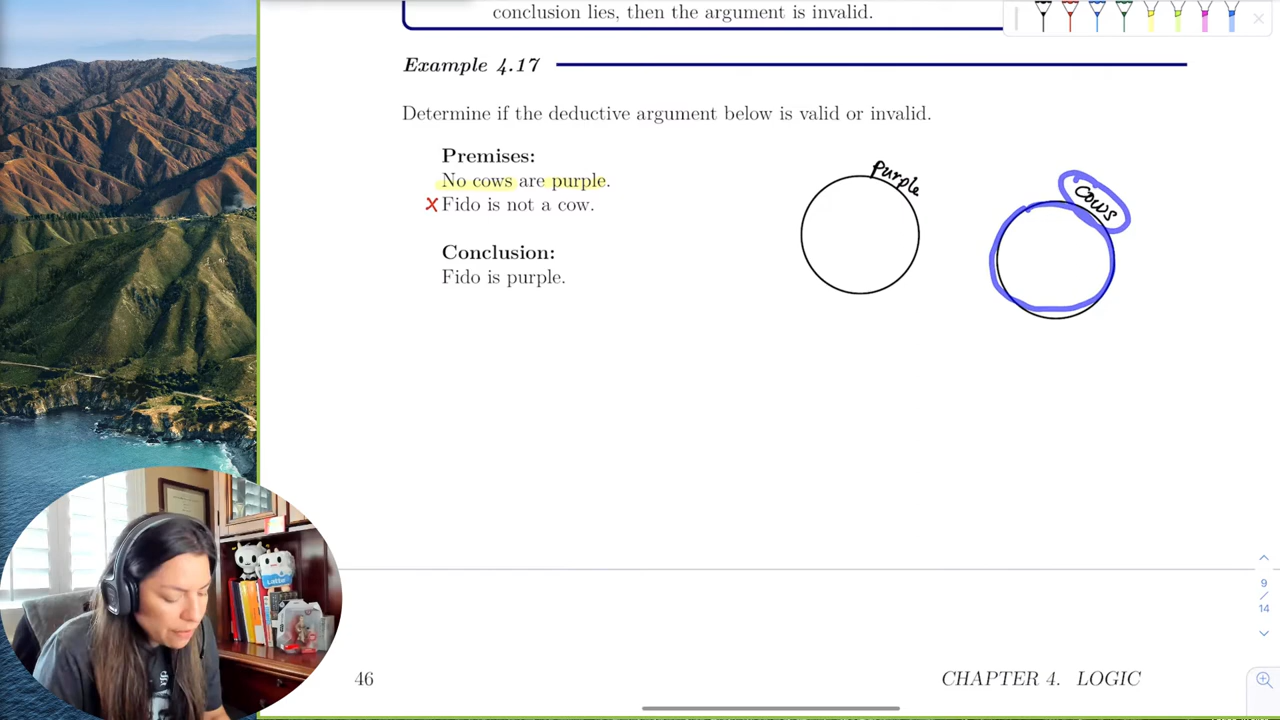 conclusion lies, then the argument is invalid.
Example 4.17
Determine if the deductive argument below is valid or invalid.
Premises:
No cows are purple.
X Fido is not a cow.
Conclusion:
Fido is purple.
purple
cows
9
/
14
46
CHAPTER 4. LOGIC